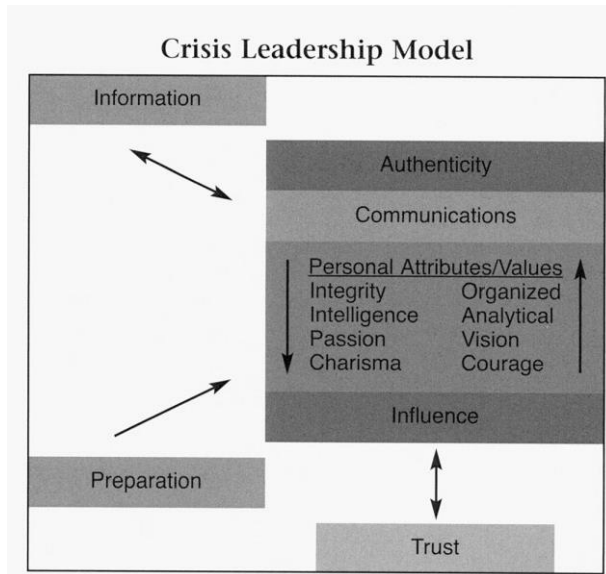 Crisis Leadership Model
Information
Authenticity
Communications
Personal Attributes/Values
Integrity Organized
Intelligence Analytical
Passion Vision
Charisma Courage
Influence
Preparation
Trust